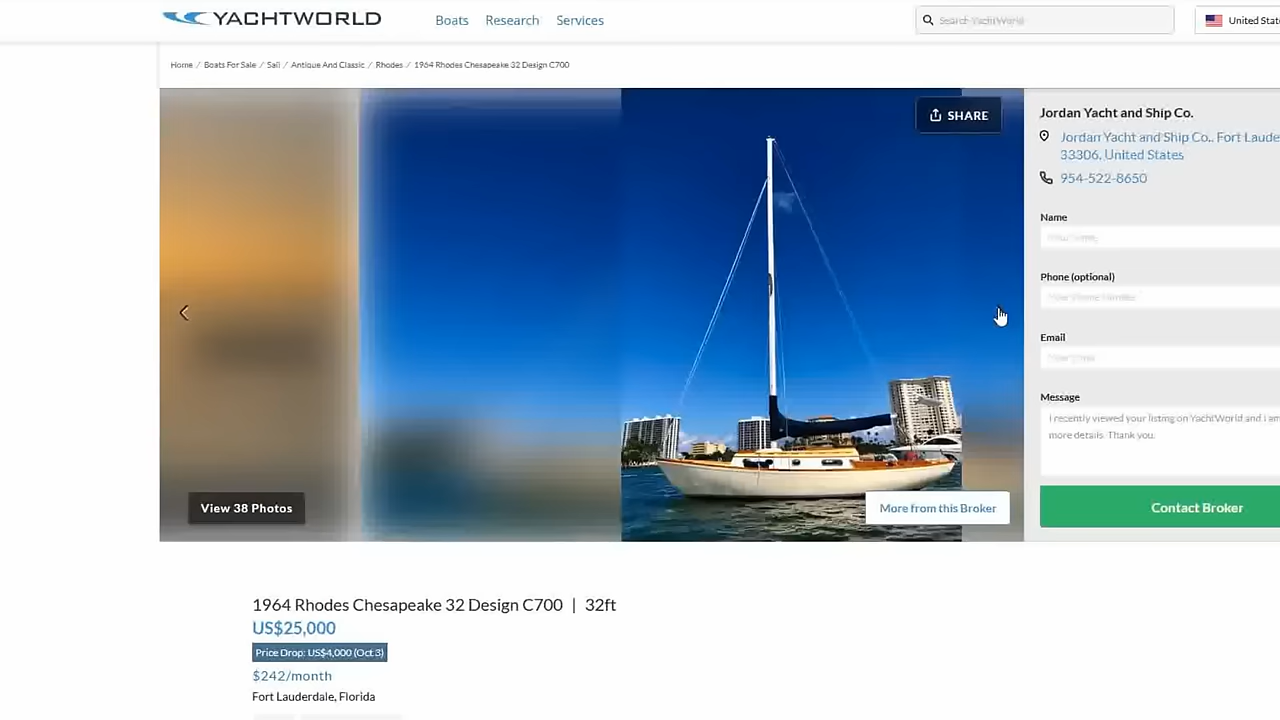 YACHTWORLD
Boats Research Services
Search YachtWorld
United Stat
Home / Boats For Sale / Sail / Antique And Classic / Rhodes / 1964 Rhodes Chesapeake 32 Design C700
SHARE
View 38 Photos
More from this Broker
Jordan Yacht and Ship Co.
Jordan Yacht and Ship Co., Fort Laude
33306, United States
954-522-8650
Name
Phone (optional)
Email
Message
I recently viewed your listing on YachtWorld and I am
more details. Thank you.
Contact Broker
1964 Rhodes Chesapeake 32 Design C700 | 32ft
US$25,000
Price Drop: US$4,000 (Oct 3)
$242/month
Fort Lauderdale, Florida